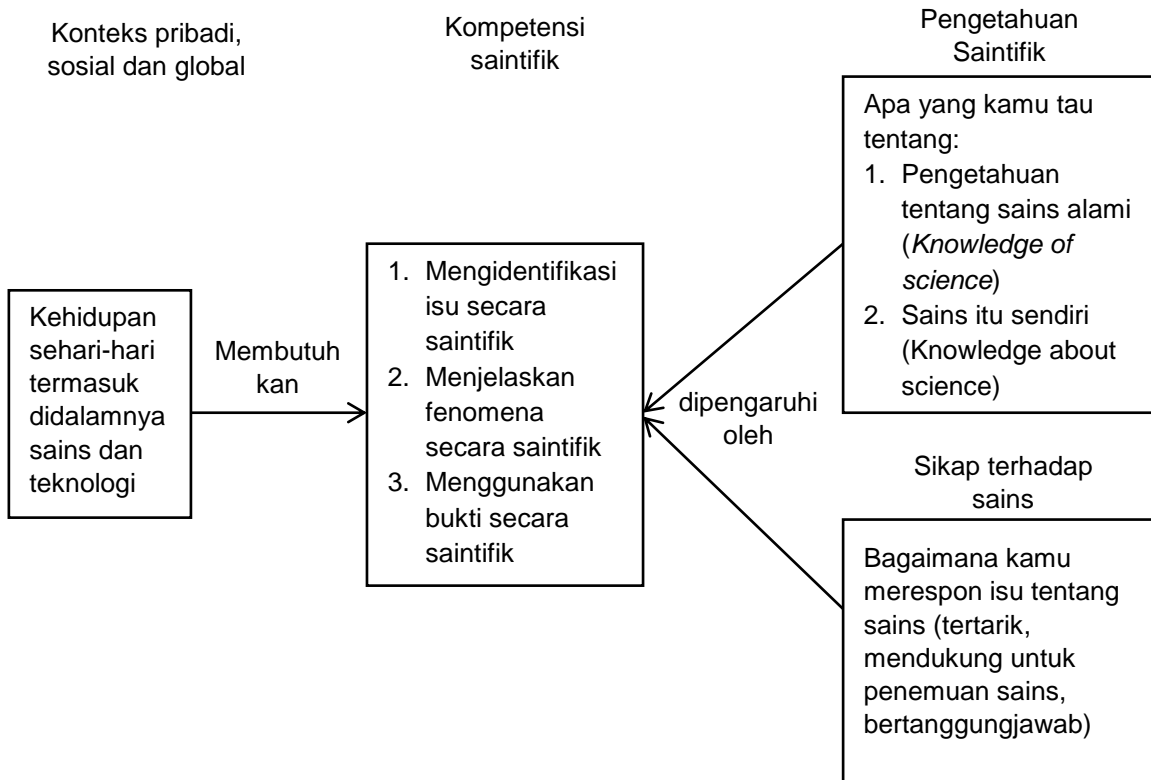 Konteks pribadi,
sosial dan global
Kehidupan
sehari-hari
termasuk
didalamnya
sains dan
teknologi
Membutuh
kan
Kompetensi
saintifik
1. Mengidentifikasi
isu secara
saintifik
2. Menjelaskan
fenomena
secara saintifik
3. Menggunakan
bukti secara
saintifik
dipengaruhi
oleh
Pengetahuan
Saintifik
Apa yang kamu tau
tentang:
1. Pengetahuan
tentang sains alami
(Knowledge of
science)
2. Sains itu sendiri
(Knowledge about
science)
Sikap terhadap
sains
Bagaimana kamu
merespon isu tentang
sains (tertarik,
mendukung untuk
penemuan sains,
bertanggungjawab)